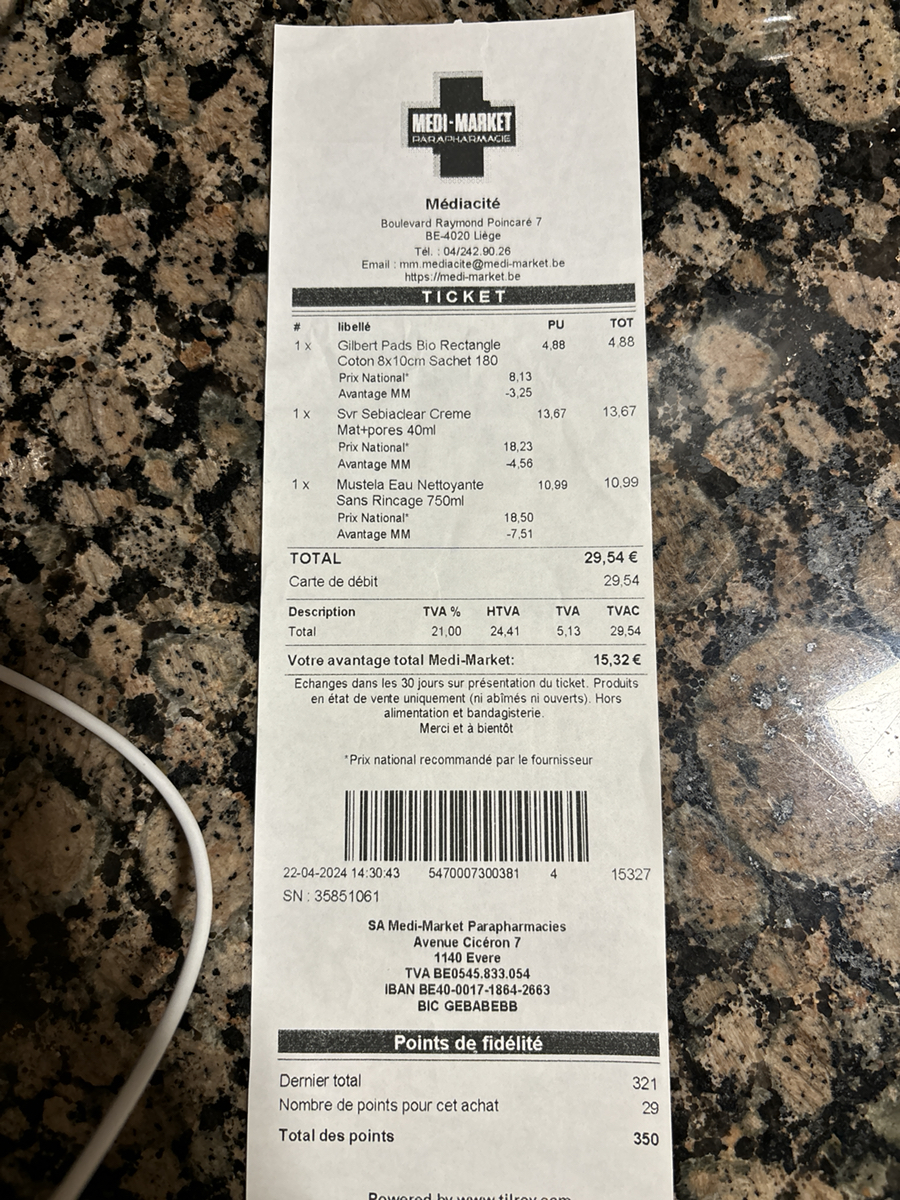 MEDI-MARKET
PARAPHARMACIE
Médiacité
Boulevard Raymond Poincaré 7
BE-4020 Liège
Tél. : 04/242.90.26
Email : mm.mediacite@medi-market.be
https://medi-market.be
TICKET
# libellé PU TOT
1 x Gilbert Pads Bio Rectangle 4,88 4,88
Coton 8x10cm Sachet 180
Prix National* 8,13
Avantage MM -3,25
1 x Svr Sebiaclear Creme 13,67 13,67
Mat+pores 40ml
Prix National* 18,23
Avantage MM -4,56
1 x Mustela Eau Nettoyante 10,99 10,99
Sans Rincage 750ml
Prix National* 18,50
Avantage MM -7,51
TOTAL 29,54 €
Carte de débit 29,54
Description TVA % HTVA TVA TVAC
Total 21,00 24,41 5,13 29,54
Votre avantage total Medi-Market: 15,32 €
Echanges dans les 30 jours sur présentation du ticket. Produits
en état de vente uniquement (ni abîmés ni ouverts). Hors
alimentation et bandagisterie.
Merci et à bientôt
*Prix national recommandé par le fournisseur
22-04-2024 14:30:43 5470007300381 4 15327
SN : 35851061
SA Medi-Market Parapharmacies
Avenue Cicéron 7
1140 Evere
TVA BE0545.833.054
IBAN BE40-0017-1864-2663
BIC GEBABEBB
Points de fidélité
Dernier total 321
Nombre de points pour cet achat 29
Total des points 350
Powered by www.tilroy.com